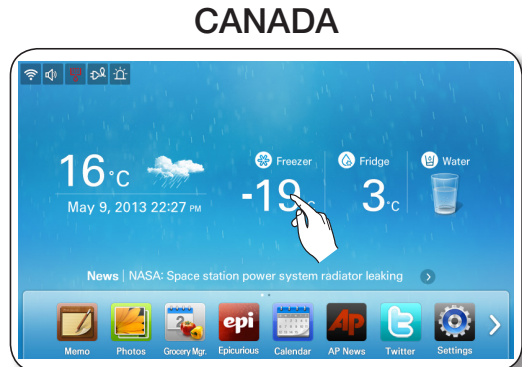 CANADA
Freezer Fridge Water
16°C -19°C 3°C
May 9, 2013 22:27 PM
News | NASA: Space station power system radiator leaking
epi AP
Memo Photos Grocery Mgr. Epicurious Calendar AP News Twitter Settings